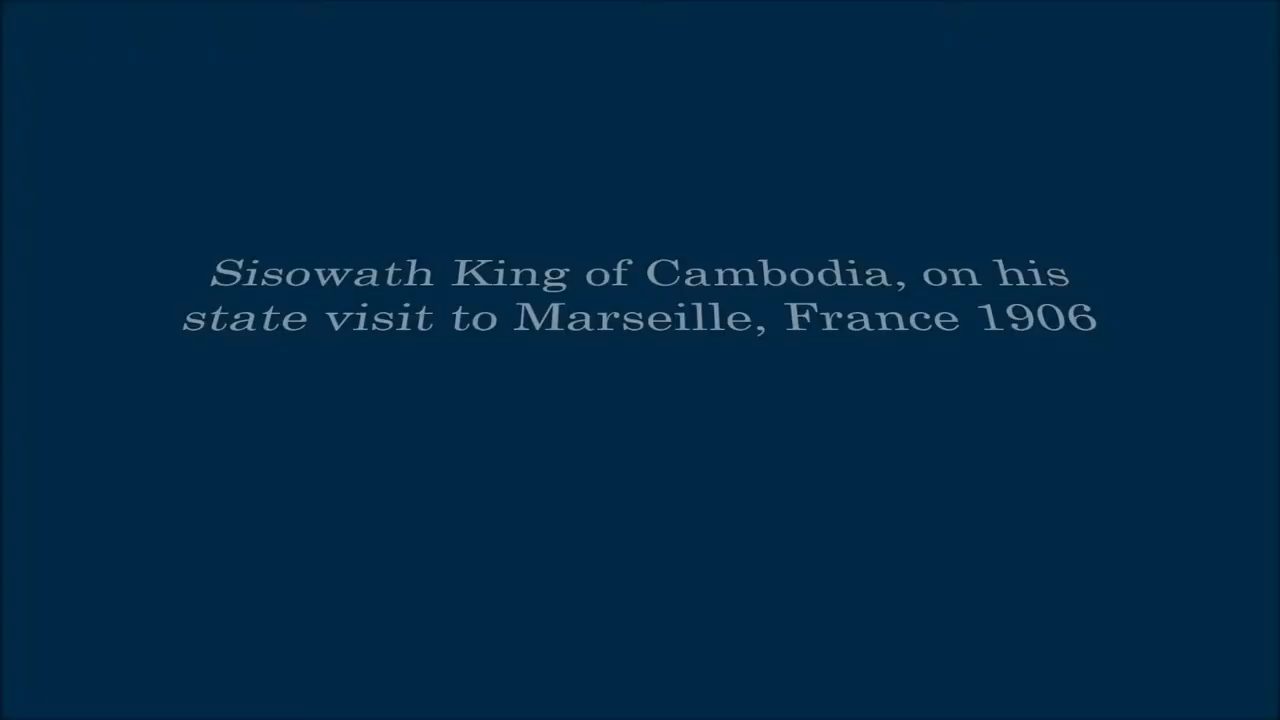 Sisowath King of Cambodia, on his
state visit to Marseille, France 1906